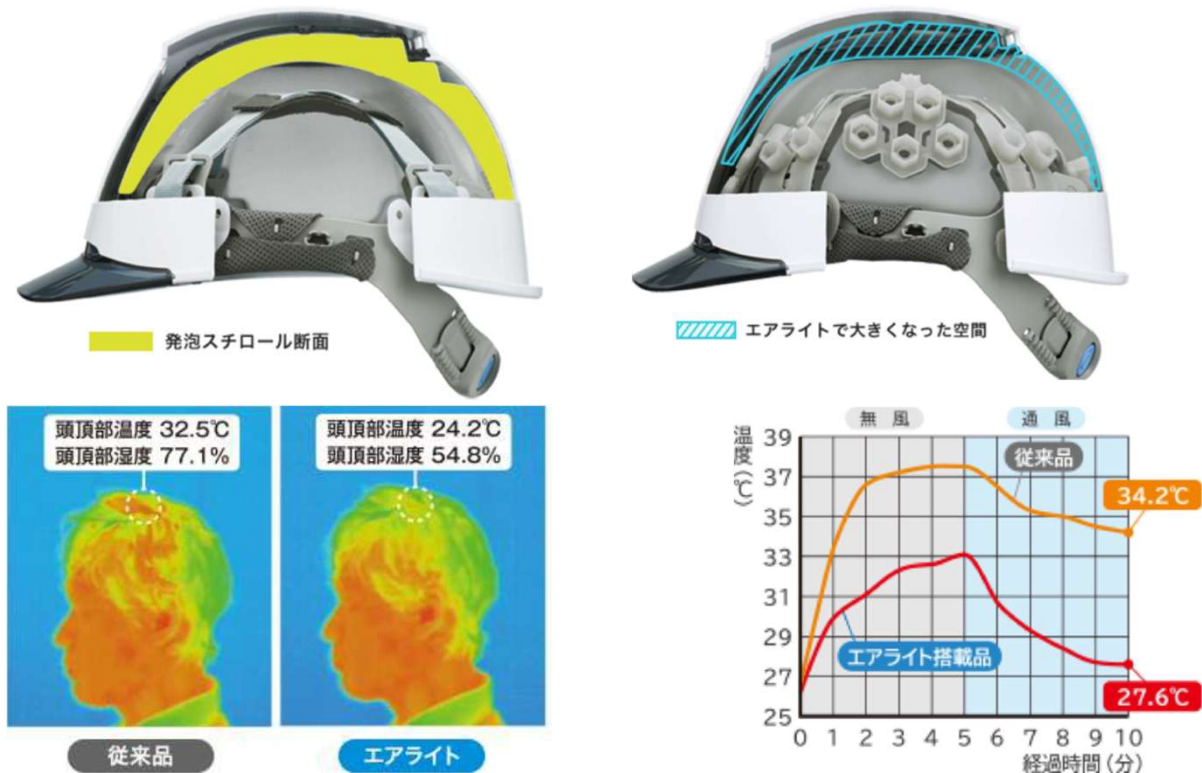 発泡スチロール断面
エアライトで大きくなった空間
頭頂部温度 32.5℃
頭頂部湿度 77.1%
頭頂部温度 24.2℃
頭頂部湿度 54.8%
従来品
エアライト
温度(℃)
無風
通風
39
37
35
33
31
29
27
25
従来品
34.2℃
エアライト搭載品
27.6℃
0 1 2 3 4 5 6 7 8 9 10
経過時間(分)